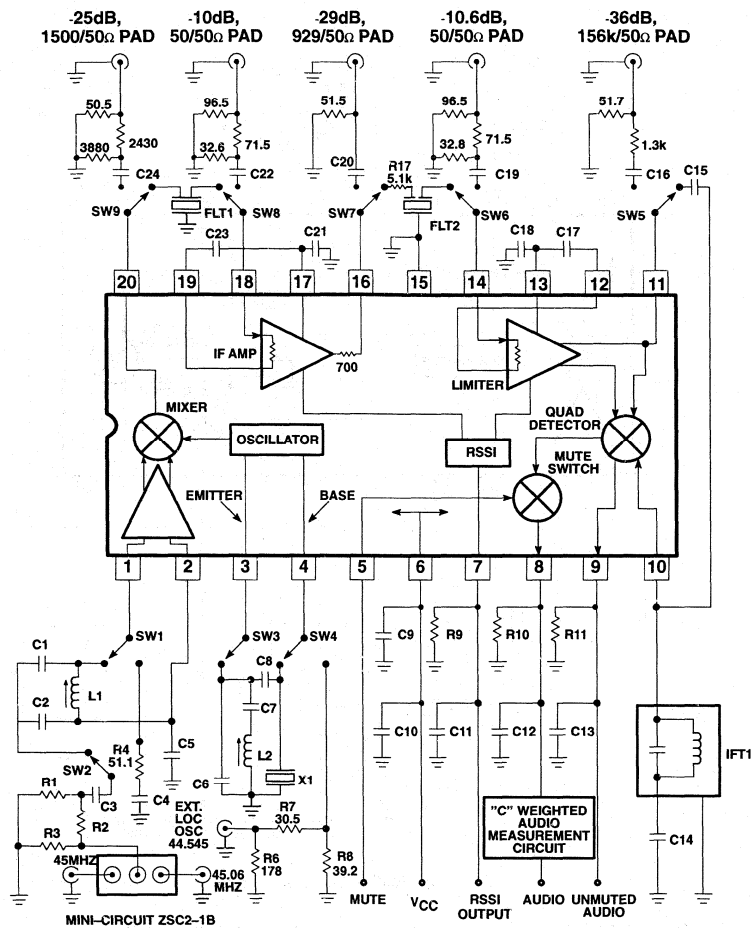 -25dB, -10dB, -29dB, -10.6dB, -36dB,
1500/50Ω PAD 50/50Ω PAD 929/50Ω PAD 50/50Ω PAD 156k/50Ω PAD
50.5 96.5 51.5 96.5 51.7
3880 2430 32.6 71.5 32.8 71.5 1.3k
C24 C22 C20 R17 C19 C16 C15
5.1k
SW9 FLT1 SW8 SW7 FLT2 SW6 SW5
C23 C21 C18 C17
20 19 18 17 16 15 14 13 12 11
IF AMP 700 LIMITER
MIXER QUAD
DETECTOR
OSCILLATOR RSSI MUTE
SWITCH
EMITTER BASE
1 2 3 4 5 6 7 8 9 10
SW1 SW3 SW4 C9 R9 R10 R11
C1 C8
C2 L1 C7
R4 C5 L2 C10 C11 C12 C13 IFT1
51.1
SW2 C6 X1
R1 C3 C4 EXT.
LOC
OSC
44.545
R7
30.5
R2 "C" WEIGHTED
AUDIO
MEASUREMENT
CIRCUIT
R3 C14
45MHZ 45.06
MHZ
R6
178
R8
39.2
MUTE VCC RSSI
OUTPUT
AUDIO UNMUTED
AUDIO
MINI–CIRCUIT ZSC2–1B